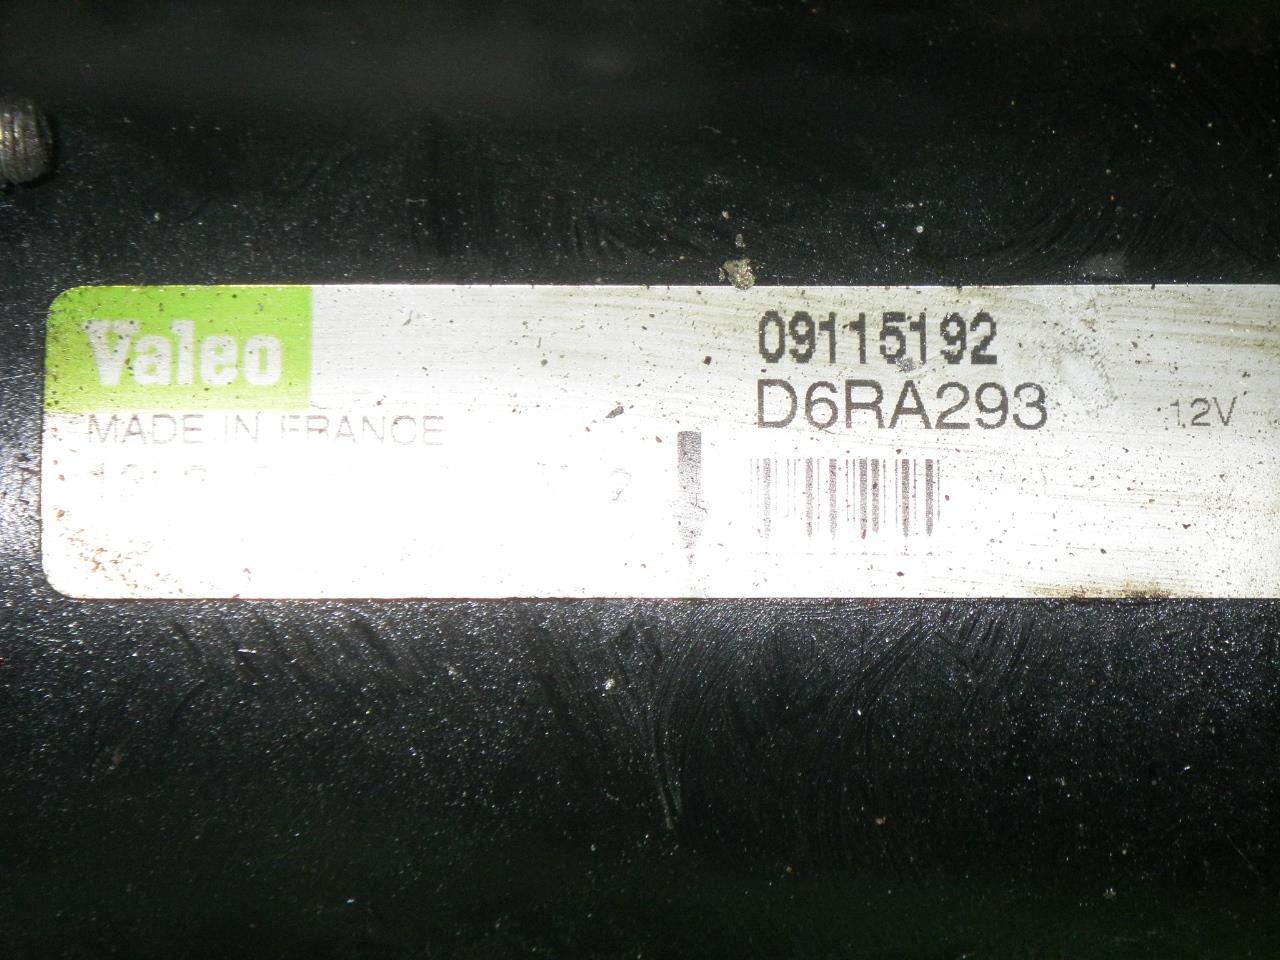 Valeo
MADE IN FRANCE
09115192
D6RA293
12V